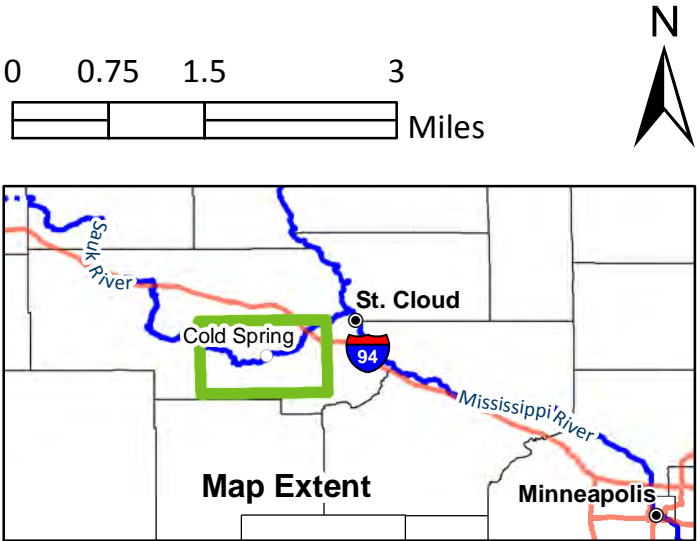 N
0 0.75 1.5 3
Miles
Sauk River
St. Cloud
Cold Spring
94
Mississippi River
Map Extent
Minneapolis